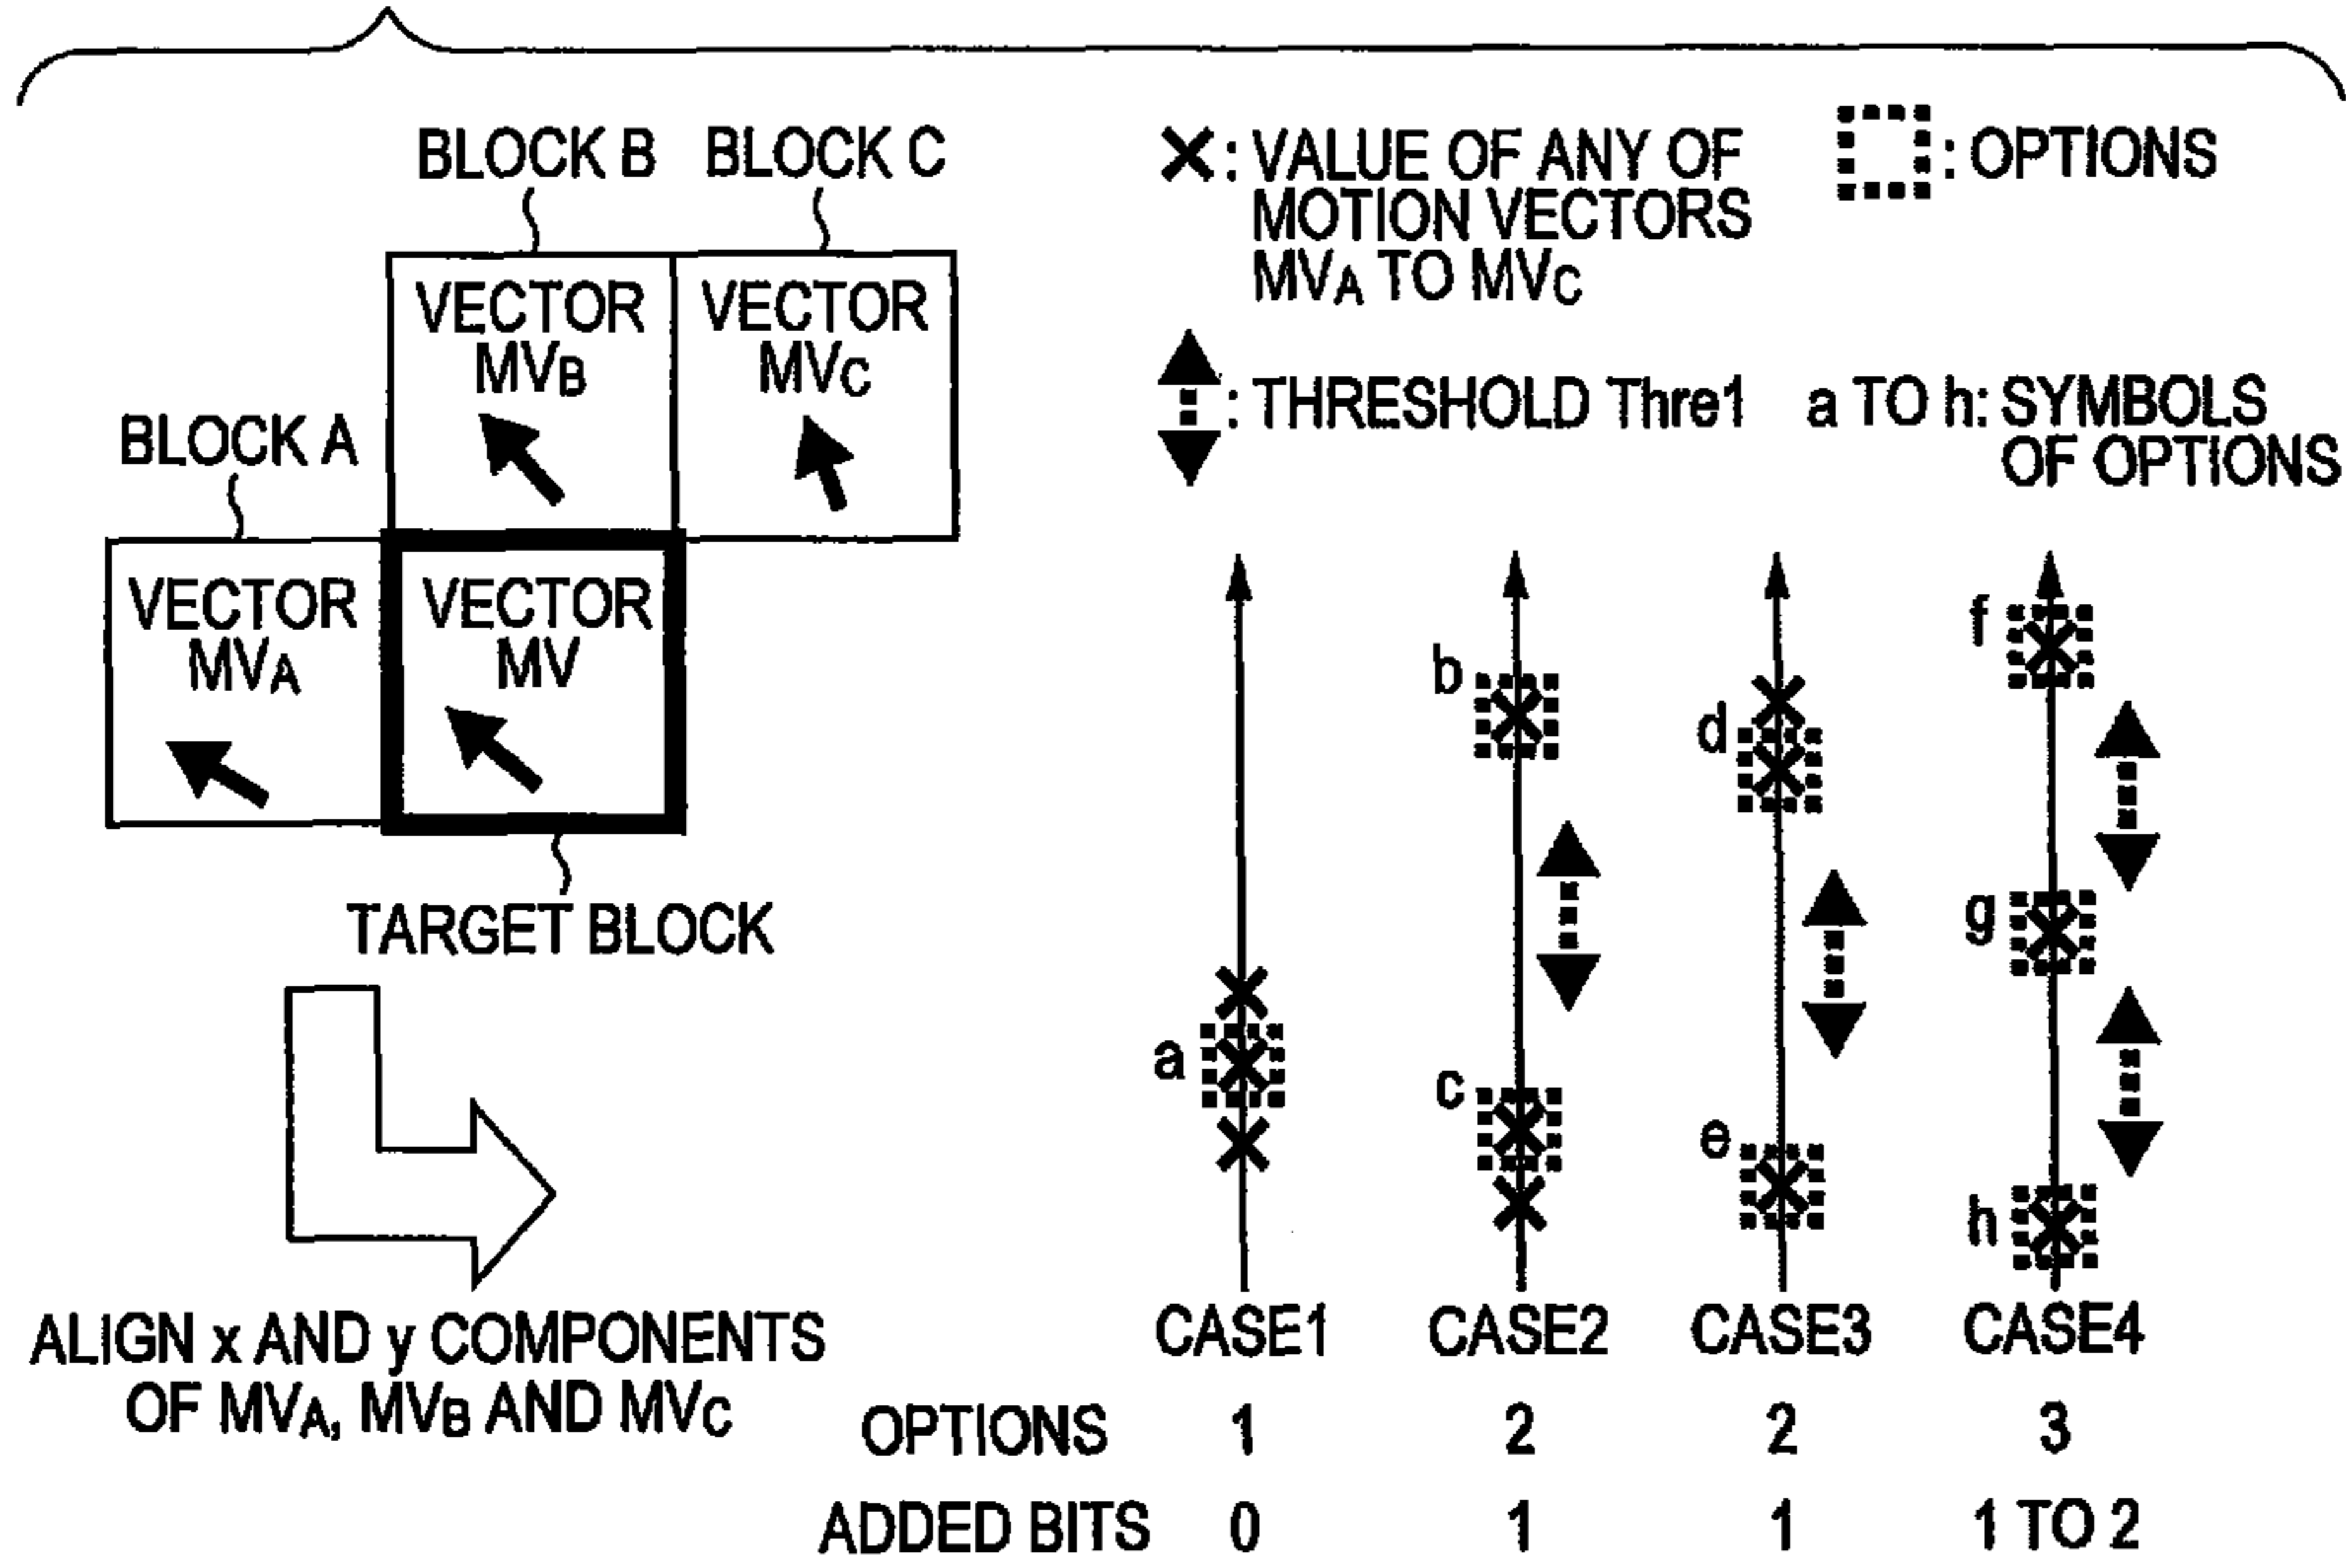 BLOCK B BLOCK C
BLOCK A
VECTOR
MVB
VECTOR
MVC
VECTOR
MVA
VECTOR
MV
TARGET BLOCK
ALIGN x AND y COMPONENTS
OF MVA, MVB AND MVC
×: VALUE OF ANY OF
MOTION VECTORS
MVA TO MVC
: OPTIONS
: THRESHOLD Thre1
a TO h: SYMBOLS
OF OPTIONS
a
b
c
d
e
f
g
h
CASE1 CASE2 CASE3 CASE4
OPTIONS 1 2 2 3
ADDED BITS 0 1 1 1 TO 2